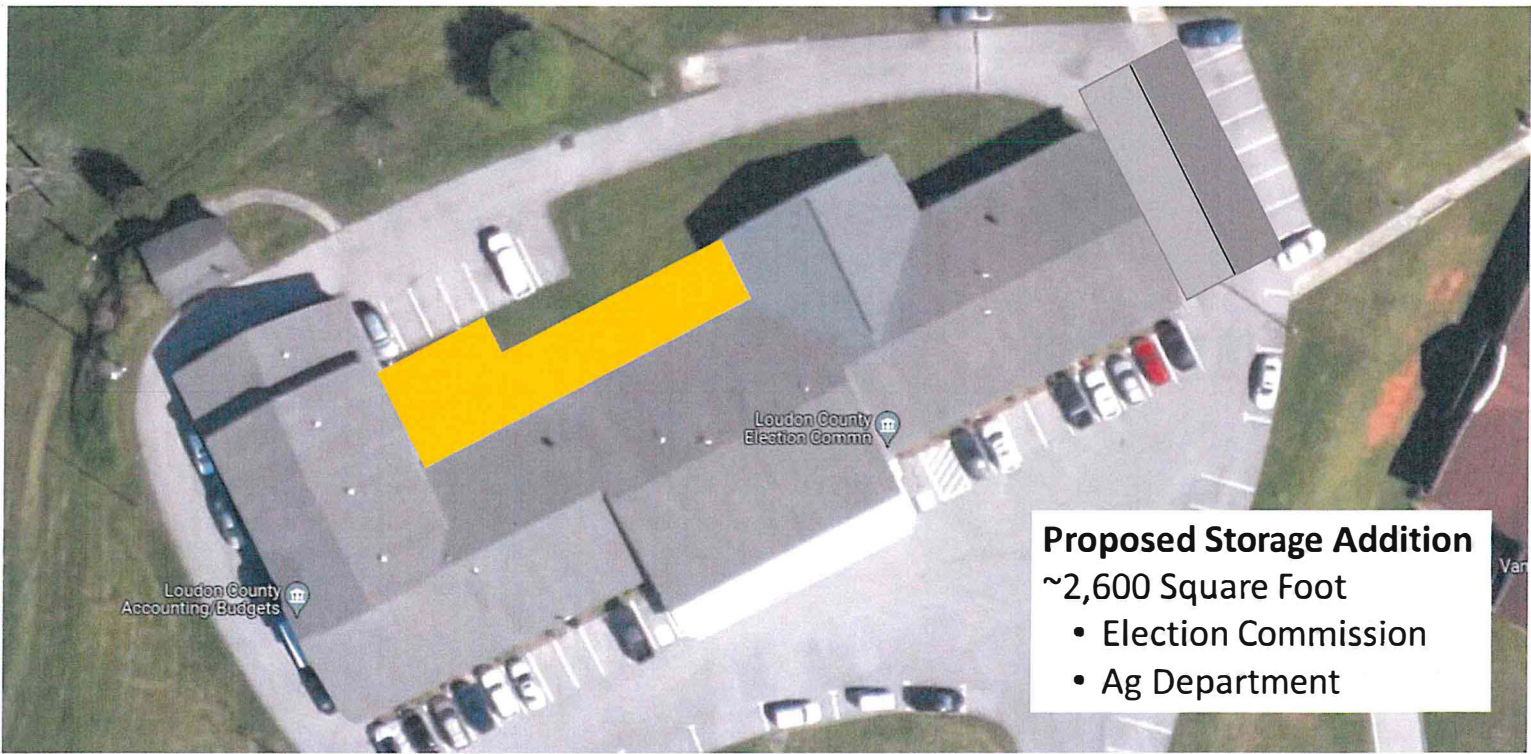 Loudon County
Election Commn
Loudon County
Accounting/Budgets
Van
Proposed Storage Addition
~2,600 Square Foot
• Election Commission
• Ag Department